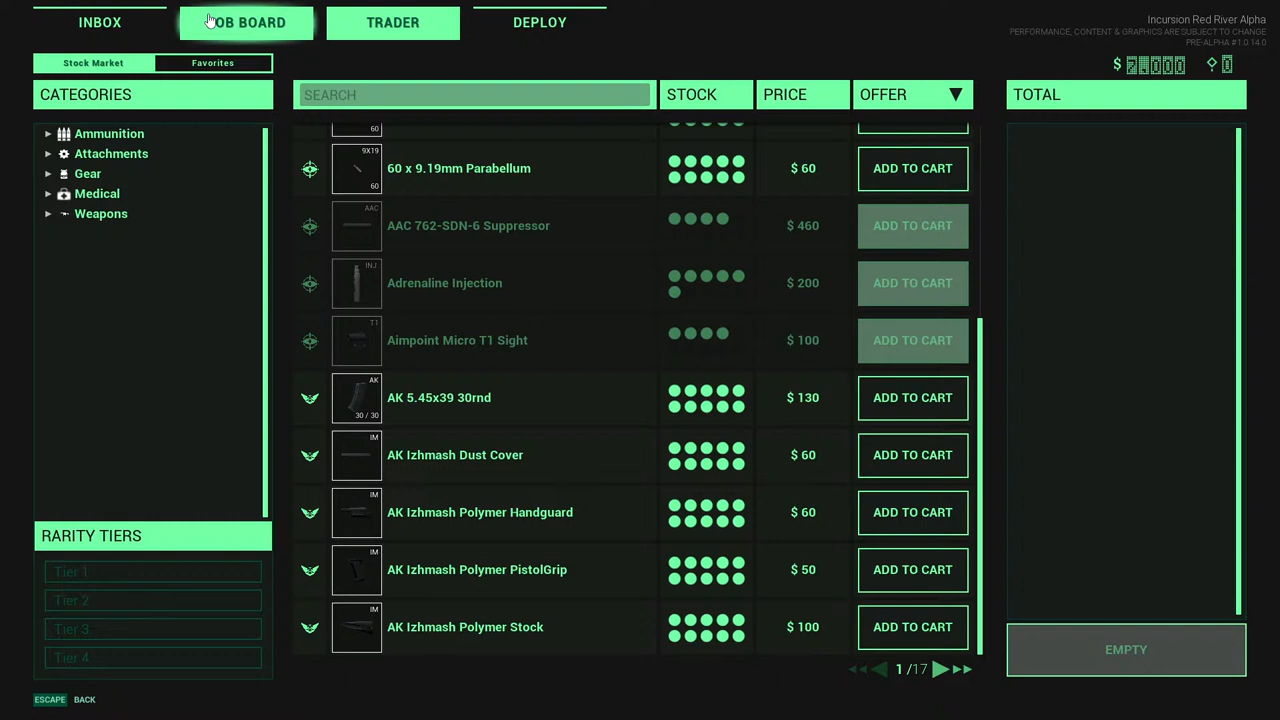 INBOX
JOB BOARD
TRADER
DEPLOY
Incursion Red River Alpha
PERFORMANCE, CONTENT & GRAPHICS ARE SUBJECT TO CHANGE
PRE-ALPHA #1.0.14.0
Stock Market
Favorites
$
CATEGORIES
SEARCH
STOCK
PRICE
OFFER
TOTAL
Ammunition
Attachments
Gear
Medical
Weapons
60
9X19
60
60 x 9.19mm Parabellum
$ 60
ADD TO CART
AAC
AAC 762-SDN-6 Suppressor
$ 460
ADD TO CART
INJ
Adrenaline Injection
$ 200
ADD TO CART
T1
Aimpoint Micro T1 Sight
$ 100
ADD TO CART
AK
30 / 30
AK 5.45x39 30rnd
$ 130
ADD TO CART
IM
AK Izhmash Dust Cover
$ 60
ADD TO CART
IM
AK Izhmash Polymer Handguard
$ 60
ADD TO CART
IM
AK Izhmash Polymer PistolGrip
$ 50
ADD TO CART
IM
AK Izhmash Polymer Stock
$ 100
ADD TO CART
RARITY TIERS
Tier 1
Tier 2
Tier 3
Tier 4
1 /17
EMPTY
ESCAPE BACK